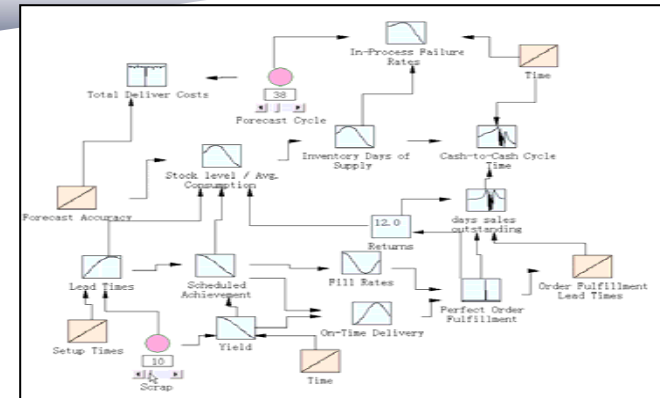 In-Process Failure
Rates
Time
Total Deliver Costs
38
Forecast Cycle
Stock level / Avg.
Consumption
Inventory Days of
Supply
Cash-to-Cash Cycle
Time
Forecast Accuracy
12.0
Returns
days sales
outstanding
Lead Times
Scheduled
Achievement
Fill Rates
Perfect Order
Fulfillment
Order Fulfillment
Lead Times
Setup Times
10
Scrap
Yield
On-Time Delivery
Time